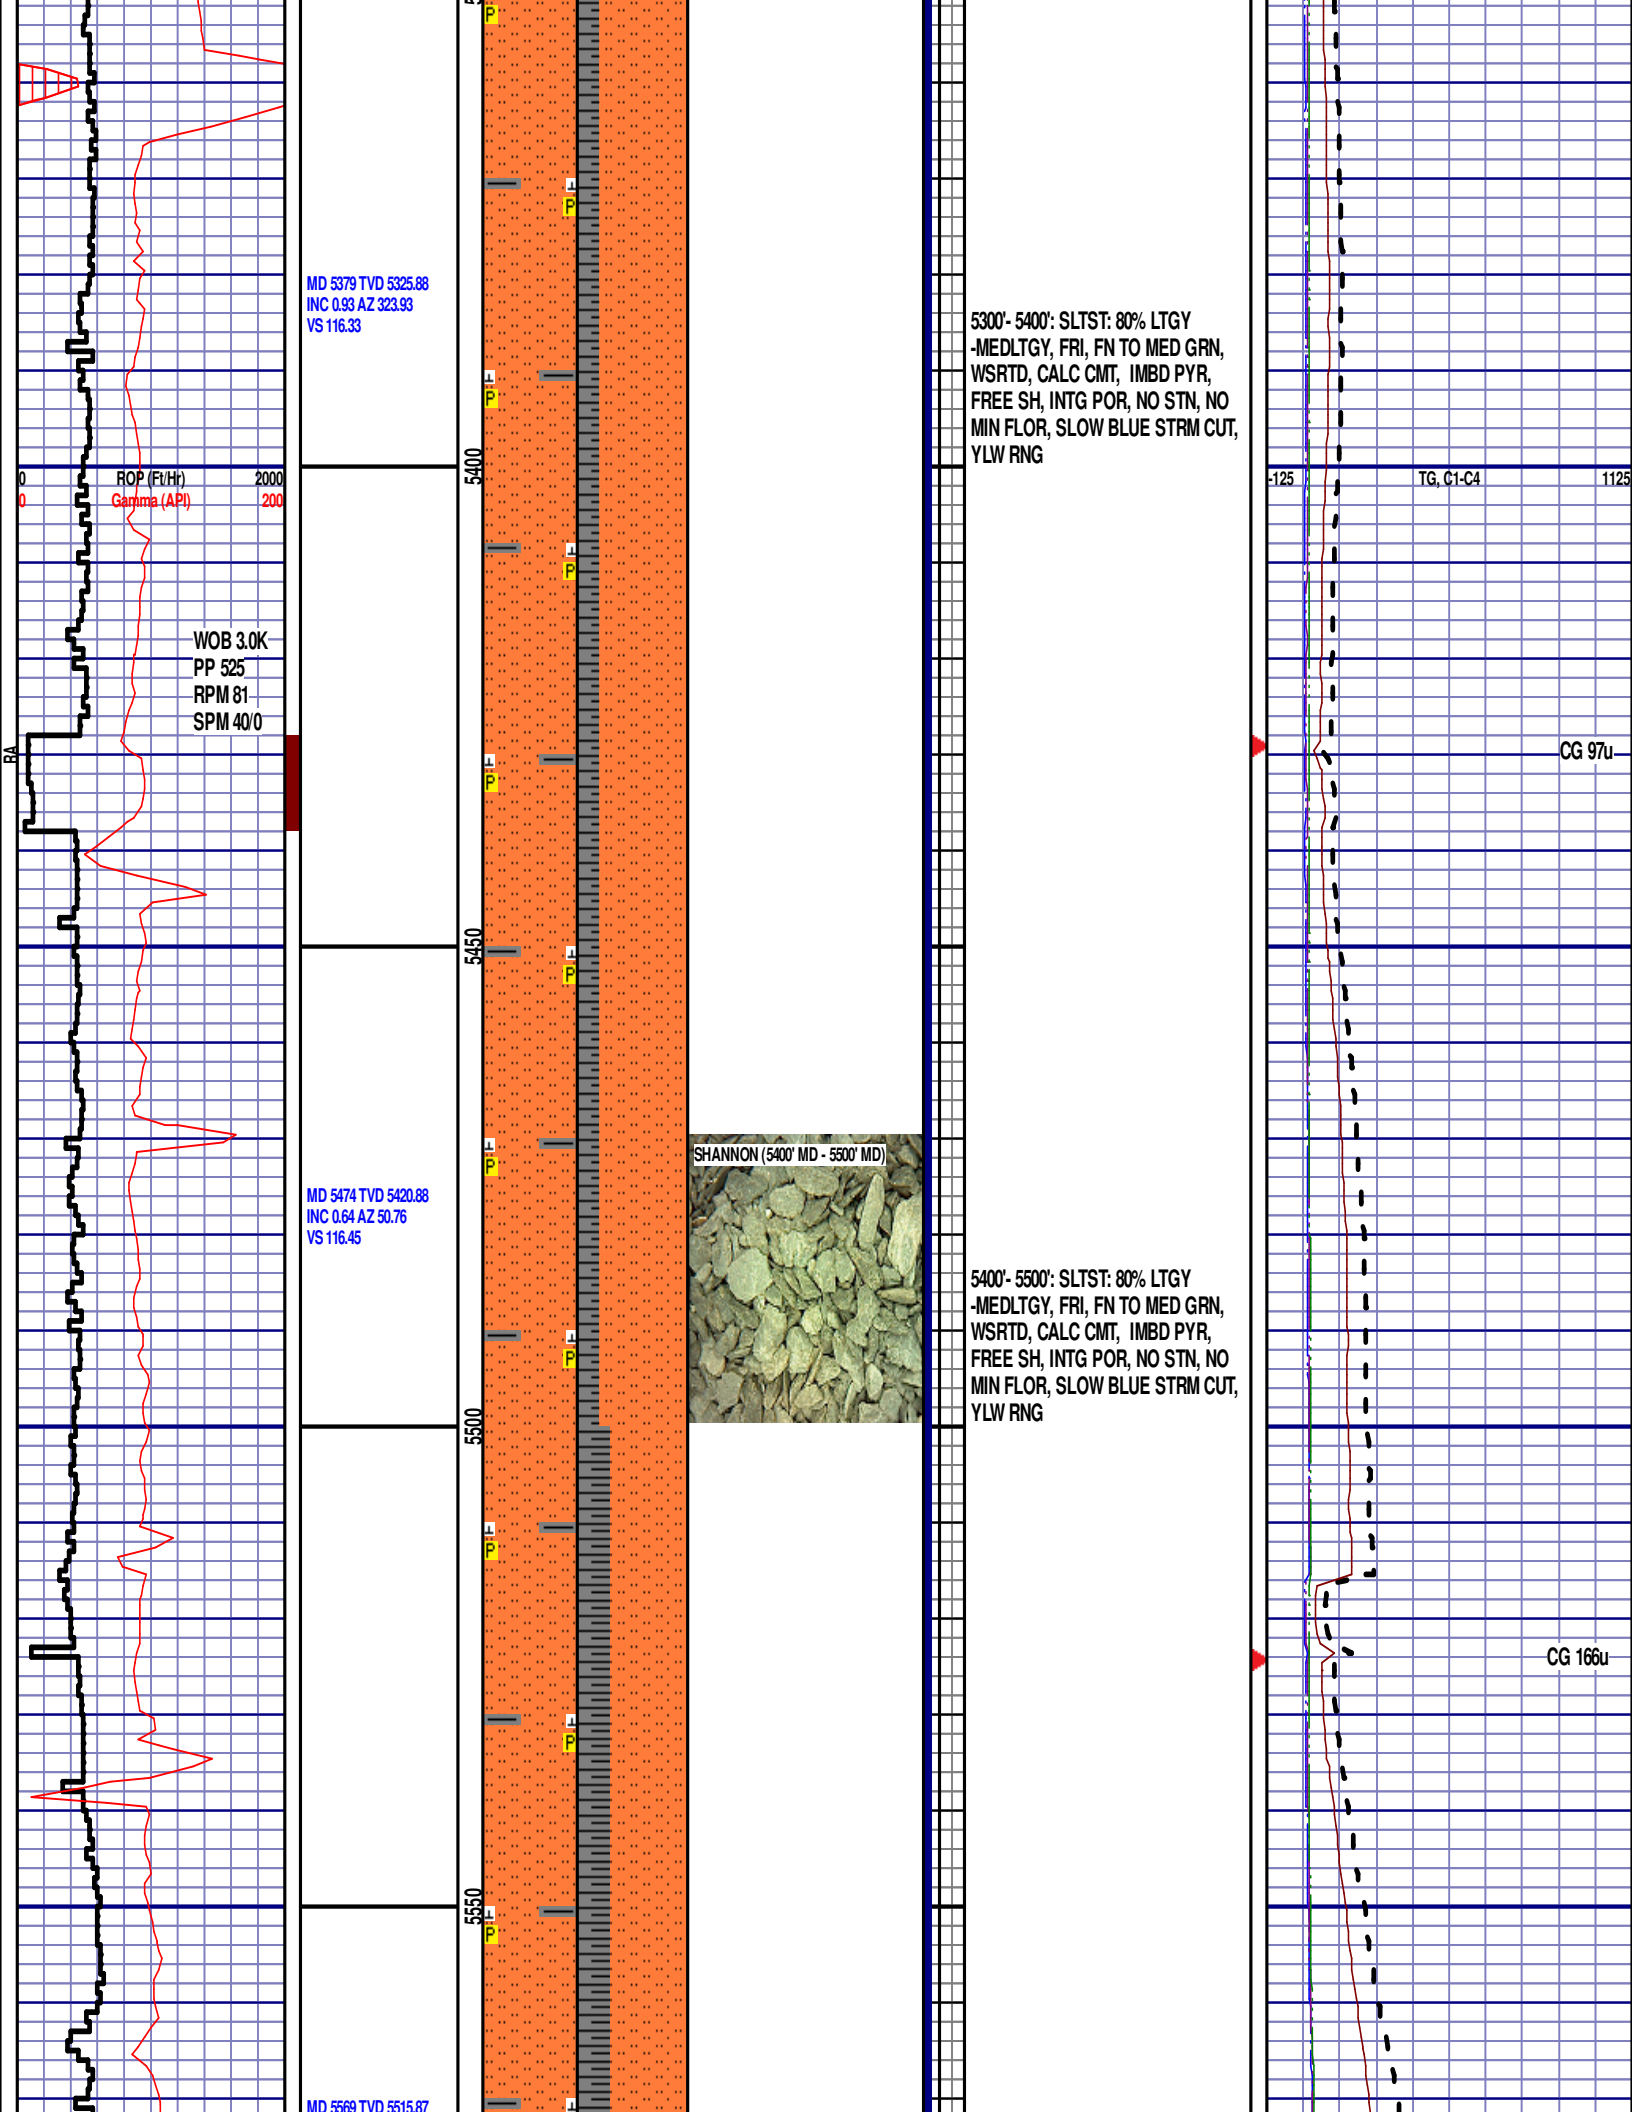 P
P
MD 5379 TVD 5325.88
INC 0.93 AZ 323.93
VS 116.33
5300'- 5400': SLTST: 80% LTGY
-MEDLTGY, FRI, FN TO MED GRN,
WSRTD, CALC CMT, IMBD PYR,
FREE SH, INTG POR, NO STN, NO
MIN FLOR, SLOW BLUE STRM CUT,
YLW RNG
P
5400
0 ROP (Ft/Hr) 2000
0 Gamma (API) 200
-125 TG, C1-C4 1125
P
WOB 3.0K
PP 525
RPM 81
SPM 40/0
RA
CG 97u
P
5450
P
SHANNON (5400' MD - 5500' MD)
P
MD 5474 TVD 5420.88
INC 0.64 AZ 50.76
VS 116.45
5400'- 5500': SLTST: 80% LTGY
-MEDLTGY, FRI, FN TO MED GRN,
WSRTD, CALC CMT, IMBD PYR,
FREE SH, INTG POR, NO STN, NO
MIN FLOR, SLOW BLUE STRM CUT,
YLW RNG
P
5500
P
CG 166u
P
5550
P
MD 5569 TVD 5515.87